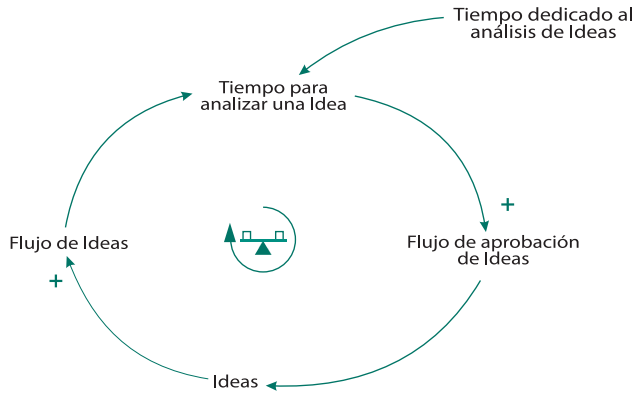 Tiempo dedicado al
análisis de Ideas
Tiempo para
analizar una Idea
+
Flujo de Ideas
Flujo de aprobación
de Ideas
+
Ideas